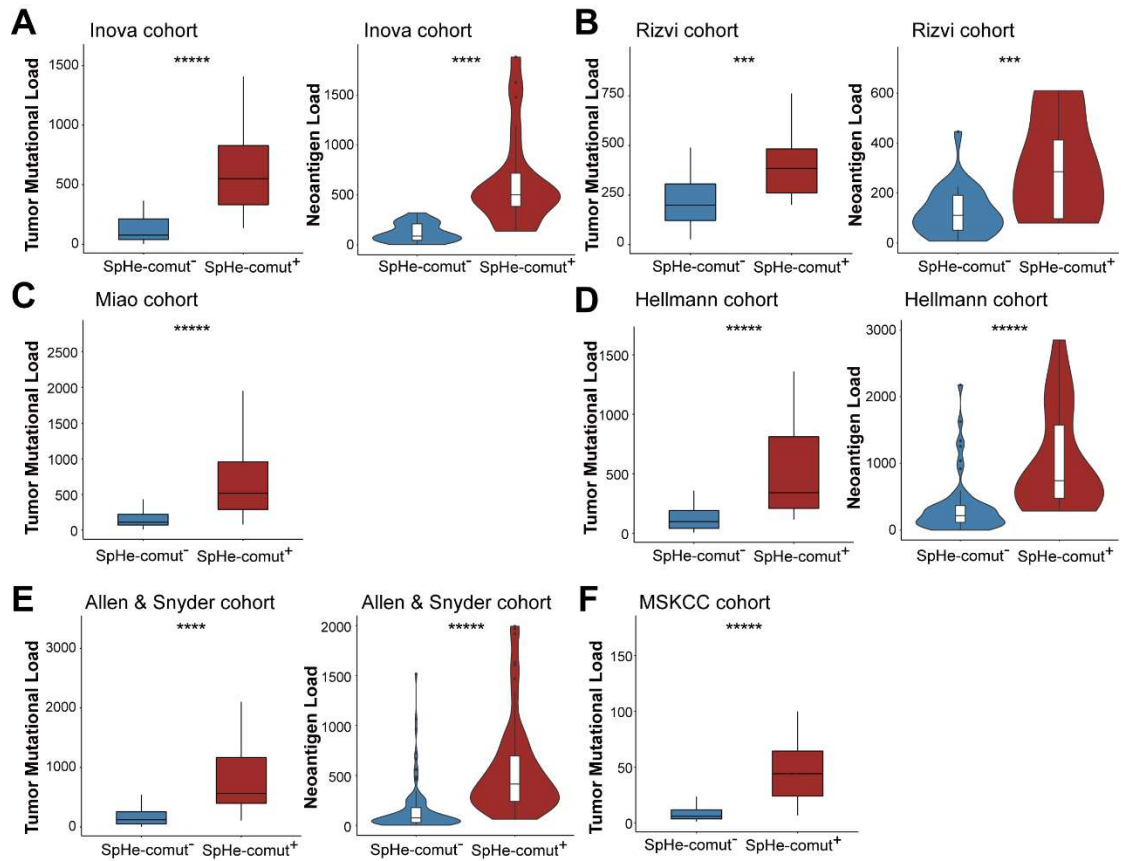 A
Inova cohort
Tumor Mutational Load
1500
1000
500
0
*****
SpHe-comut⁻ SpHe-comut⁺
Inova cohort
Neoantigen Load
1500
1000
500
0
****
SpHe-comut⁻ SpHe-comut⁺
B
Rizvi cohort
Tumor Mutational Load
750
500
250
0
***
SpHe-comut⁻ SpHe-comut⁺
Rizvi cohort
Neoantigen Load
600
400
200
0
***
SpHe-comut⁻ SpHe-comut⁺
C
Miao cohort
Tumor Mutational Load
2500
2000
1500
1000
500
0
*****
SpHe-comut⁻ SpHe-comut⁺
D
Hellmann cohort
Tumor Mutational Load
1500
1000
500
0
*****
SpHe-comut⁻ SpHe-comut⁺
Hellmann cohort
Neoantigen Load
3000
2000
1000
0
*****
SpHe-comut⁻ SpHe-comut⁺
E
Allen & Snyder cohort
Tumor Mutational Load
3000
2000
1000
0
****
SpHe-comut⁻ SpHe-comut⁺
Allen & Snyder cohort
Neoantigen Load
2000
1500
1000
500
0
*****
SpHe-comut⁻ SpHe-comut⁺
F
MSKCC cohort
Tumor Mutational Load
150
100
50
0
*****
SpHe-comut⁻ SpHe-comut⁺